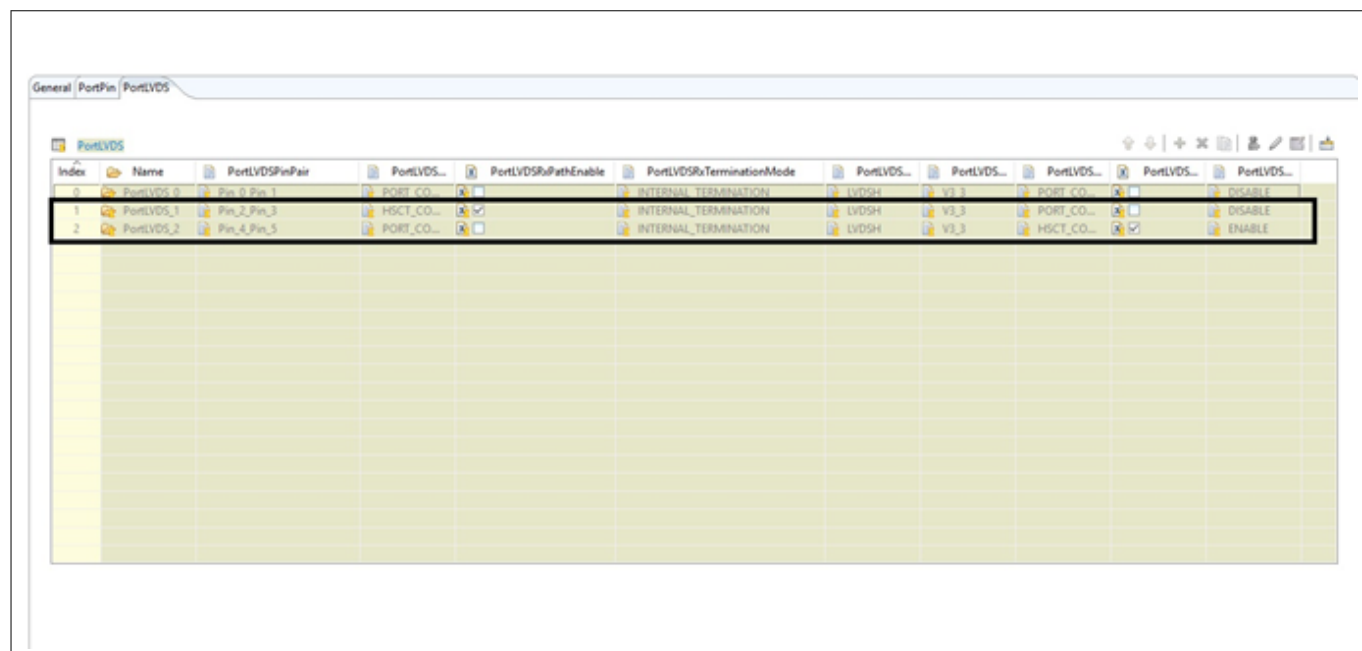 General PortPin PortLVDS
PortLVDS
Index Name PortLVDSPinPair PortLVDS... PortLVDSRxPathEnable PortLVDSRxTerminationMode PortLVDS... PortLVDS... PortLVDS... PortLVDS... PortLVDS...
0 PortLVDS_0 Pin_0_Pin_1 PORT_CO... INTERNAL_TERMINATION LVDSH V3_3 PORT_CO... DISABLE
1 PortLVDS_1 Pin_2_Pin_3 HSCT_CO... INTERNAL_TERMINATION LVDSH V3_3 PORT_CO... DISABLE
2 PortLVDS_2 Pin_4_Pin_5 PORT_CO... INTERNAL_TERMINATION LVDSH V3_3 HSCT_CO... ENABLE